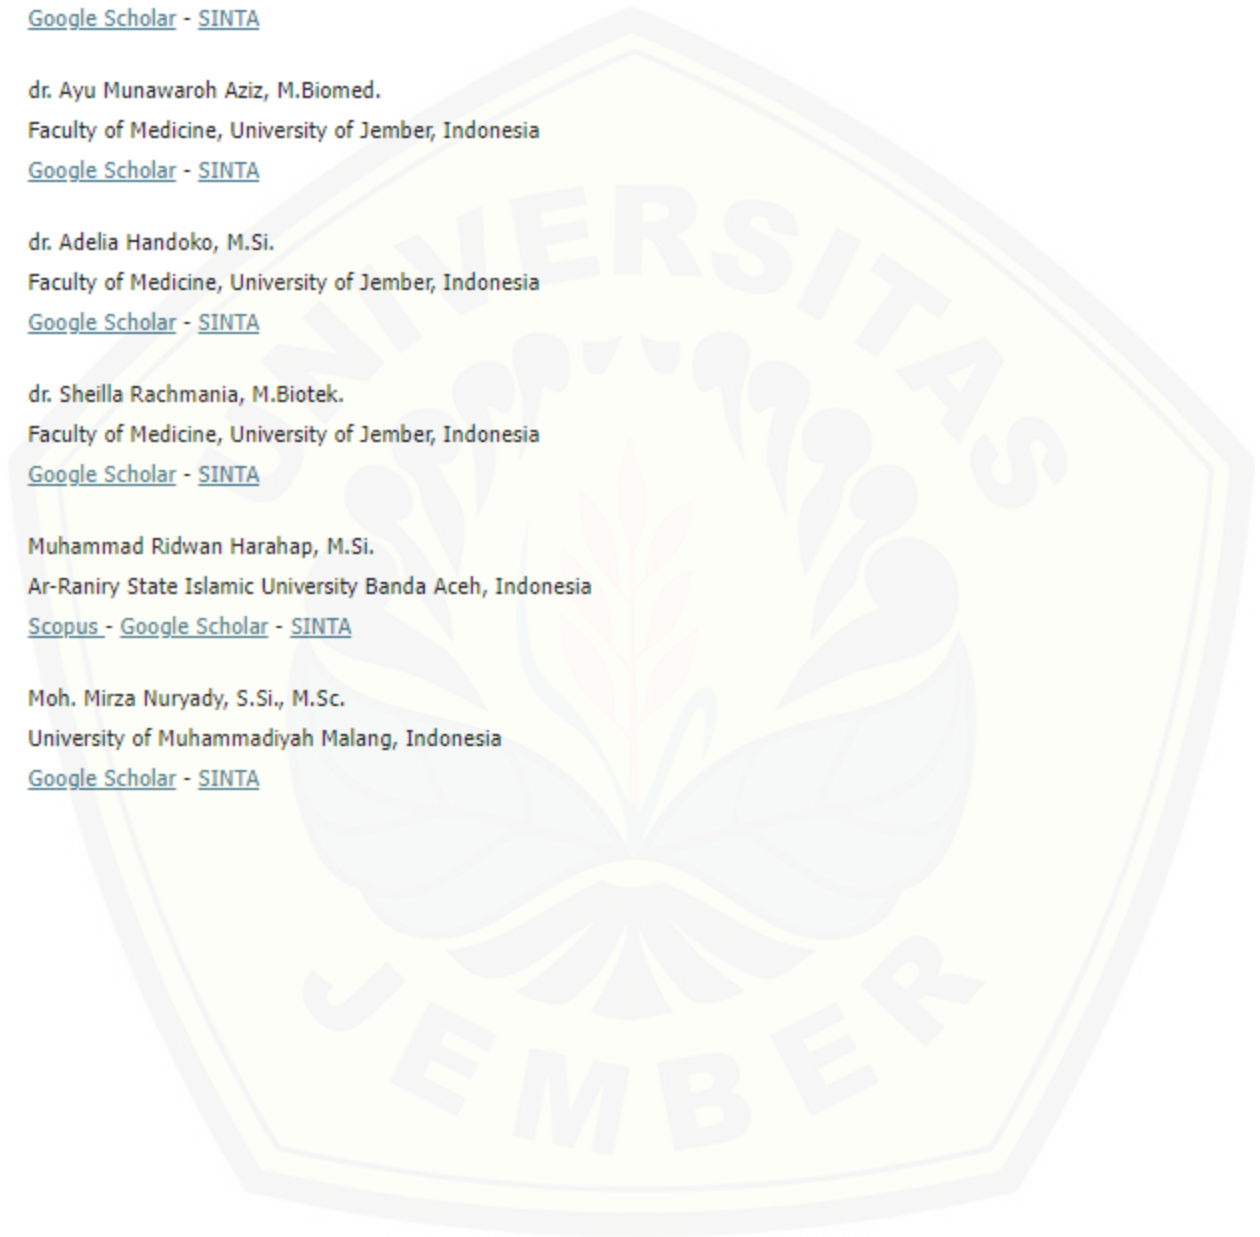 Google Scholar - SINTA
dr. Ayu Munawaroh Aziz, M.Biomed.
Faculty of Medicine, University of Jember, Indonesia
Google Scholar - SINTA
dr. Adelia Handoko, M.Si.
Faculty of Medicine, University of Jember, Indonesia
Google Scholar - SINTA
dr. Sheilla Rachmania, M.Biotek.
Faculty of Medicine, University of Jember, Indonesia
Google Scholar - SINTA
Muhammad Ridwan Harahap, M.Si.
Ar-Raniry State Islamic University Banda Aceh, Indonesia
Scopus - Google Scholar - SINTA
Moh. Mirza Nuryady, S.Si., M.Sc.
University of Muhammadiyah Malang, Indonesia
Google Scholar - SINTA
UNIVERSITAS
JEMBER